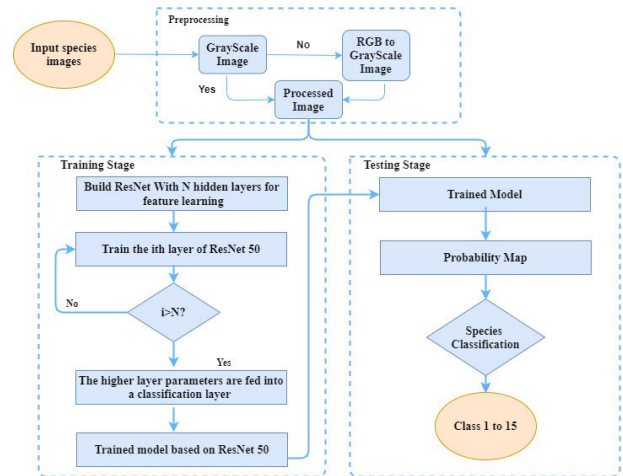 Preprocessing
Input species
images
GrayScale
Image
No
RGB to
GrayScale
Image
Yes
Processed
Image
Training Stage
Build ResNet With N hidden layers for
feature learning
Train the ith layer of ResNet 50
No
i>N?
Yes
The higher layer parameters are fed into
a classification layer
Trained model based on ResNet 50
Testing Stage
Trained Model
Probability Map
Species
Classification
Class 1 to 15